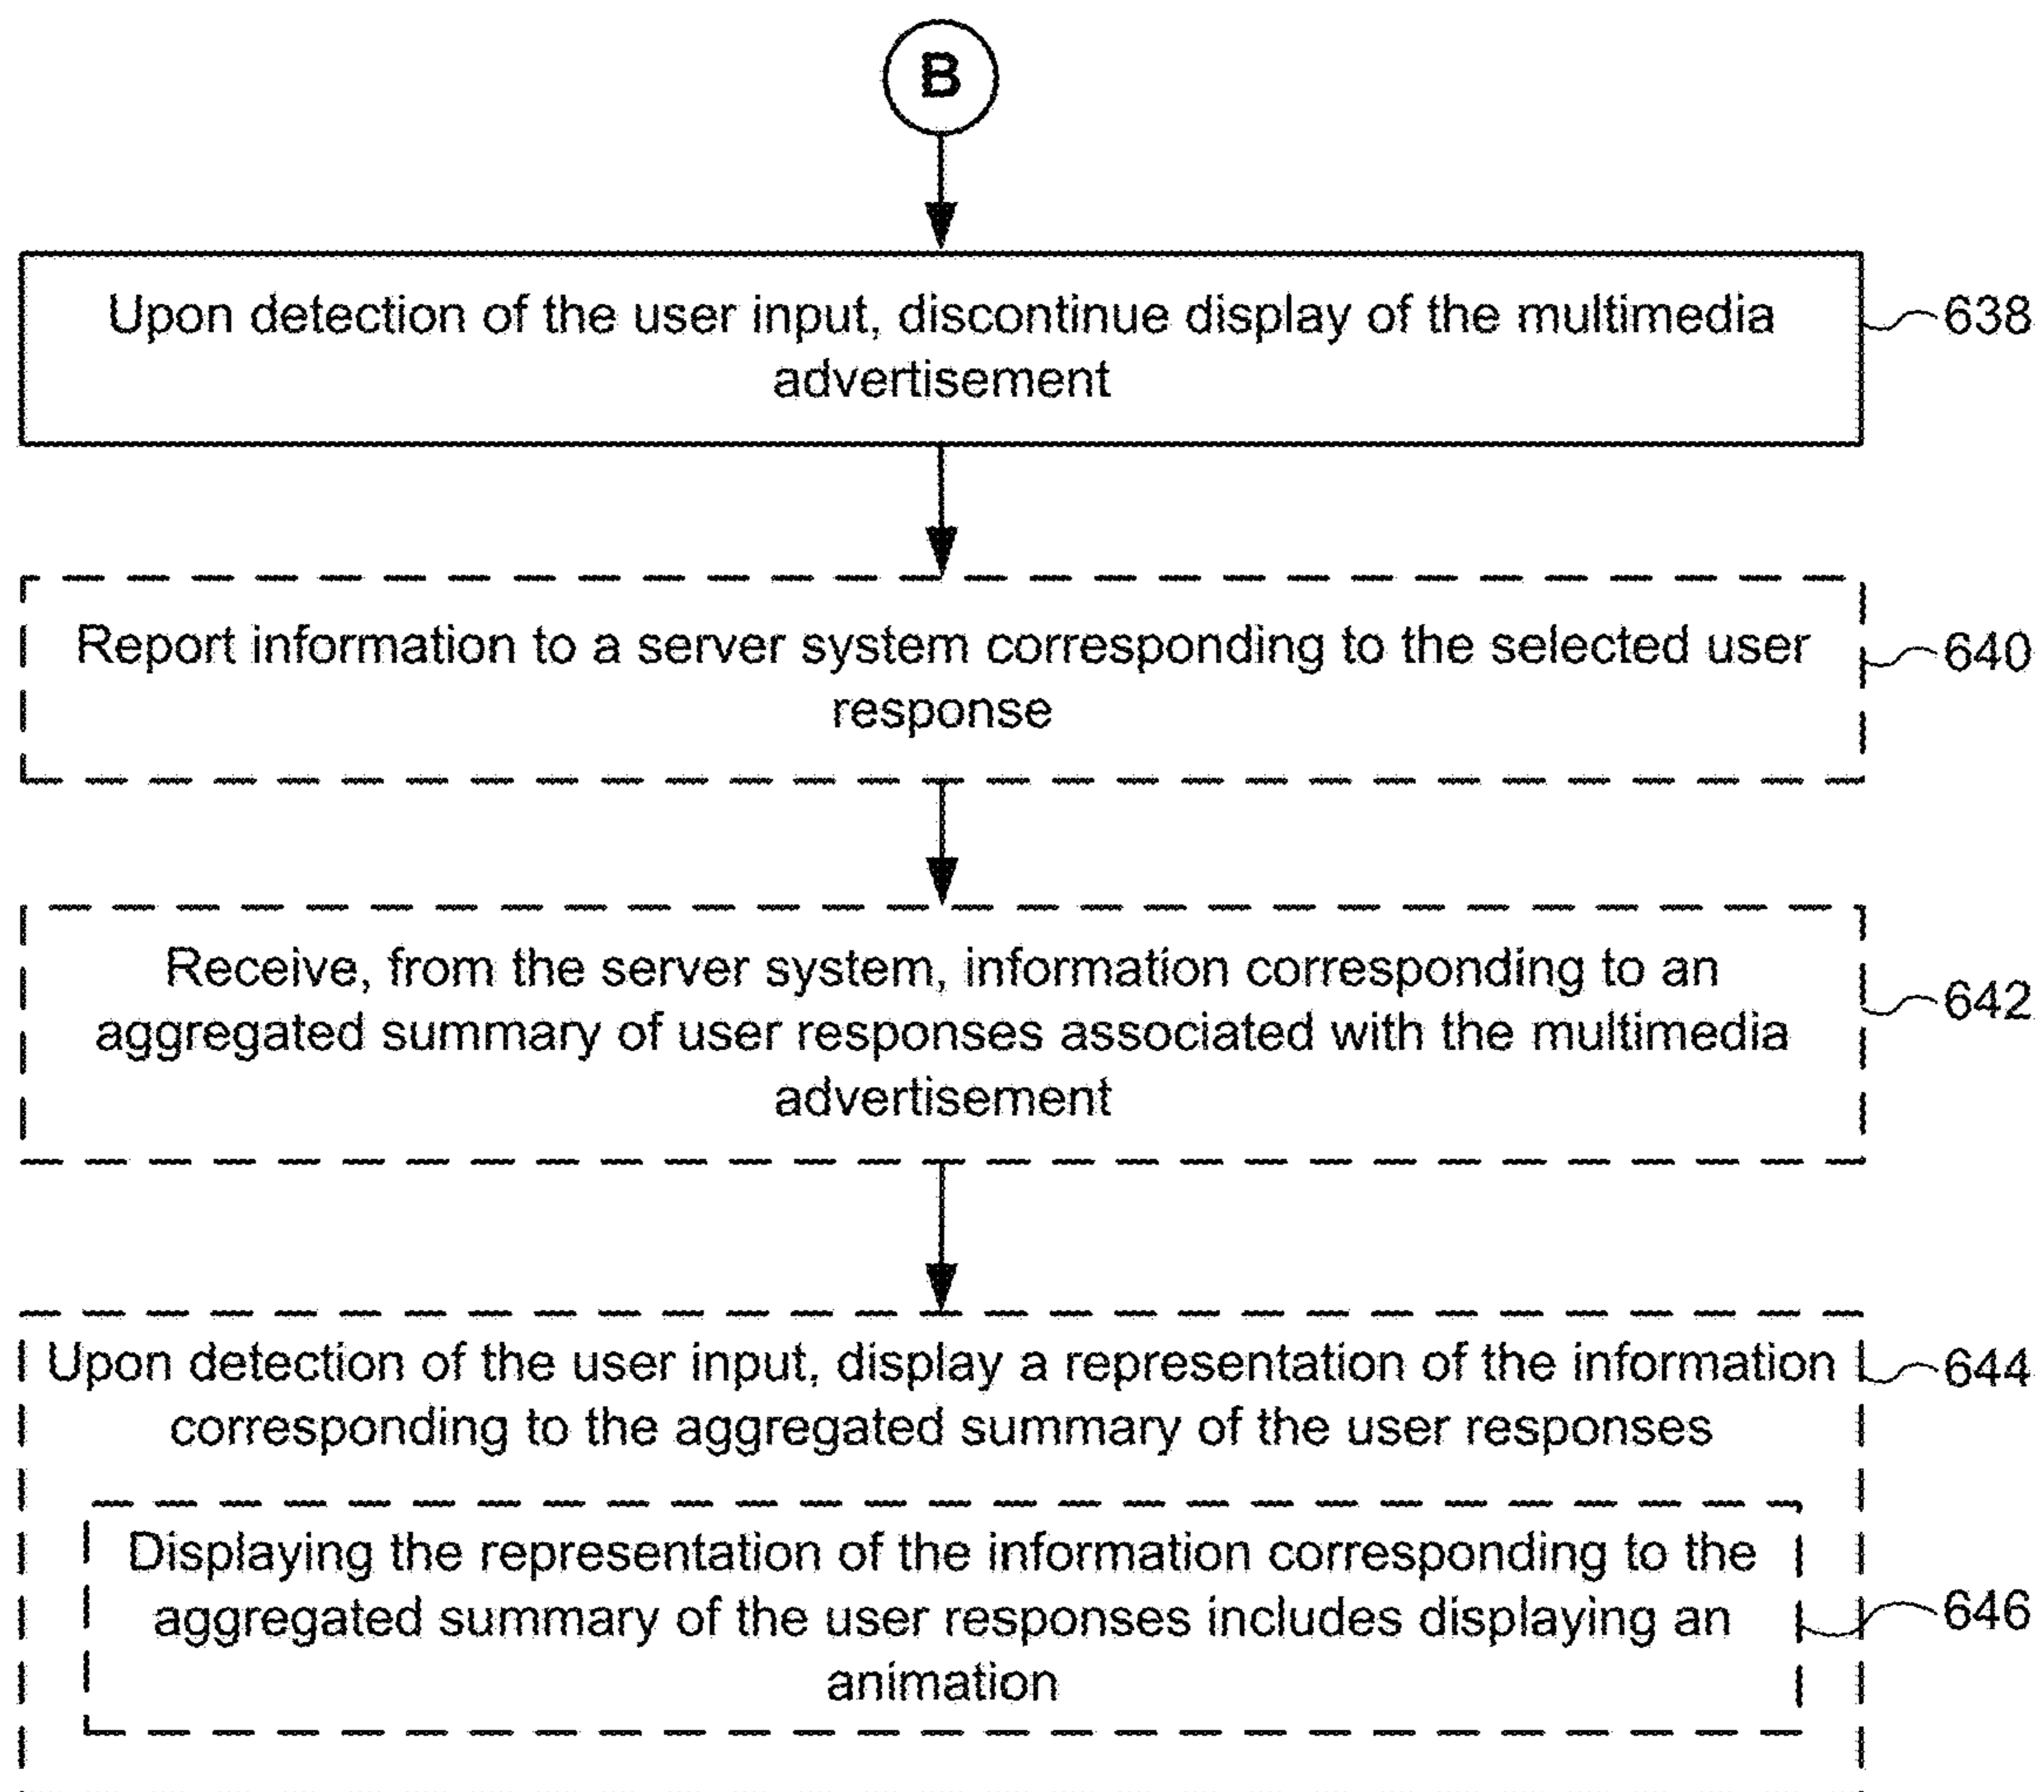 B
Upon detection of the user input, discontinue display of the multimedia
advertisement
638
Report information to a server system corresponding to the selected user
response
640
Receive, from the server system, information corresponding to an
aggregated summary of user responses associated with the multimedia
advertisement
642
Upon detection of the user input, display a representation of the information
corresponding to the aggregated summary of the user responses
644
Displaying the representation of the information corresponding to the
aggregated summary of the user responses includes displaying an
animation
646